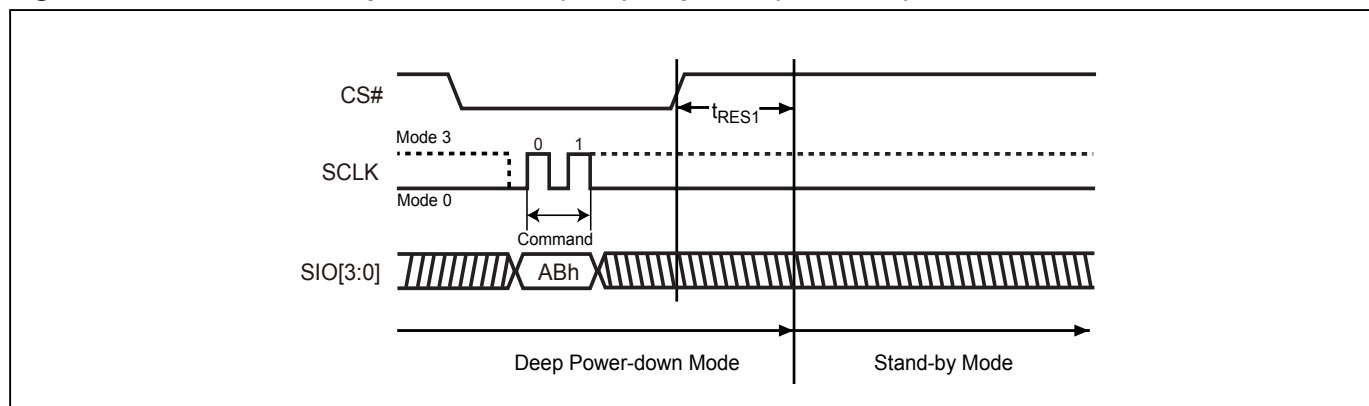 CS#
tRES1
Mode 3
0 1
SCLK
Mode 0
Command
SIO[3:0]
ABh
Deep Power-down Mode
Stand-by Mode